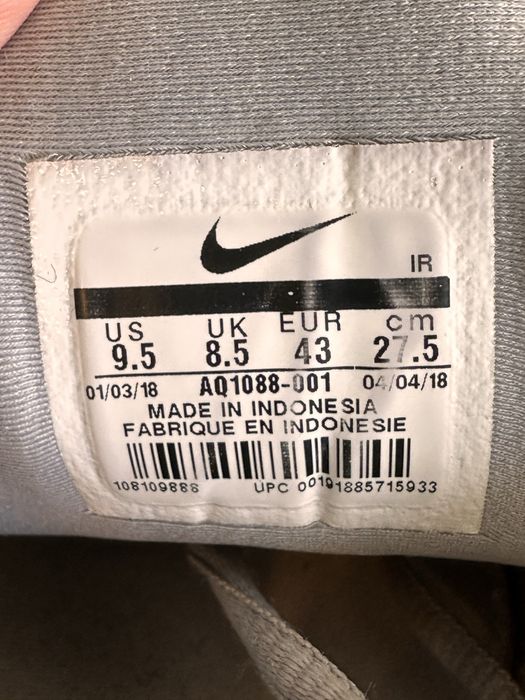 IR
US UK EUR cm
9.5 8.5 43 27.5
01/03/18 AQ1088-001 04/04/18
MADE IN INDONESIA
FABRIQUE EN INDONESIE
108109888 UPC 00191885715933